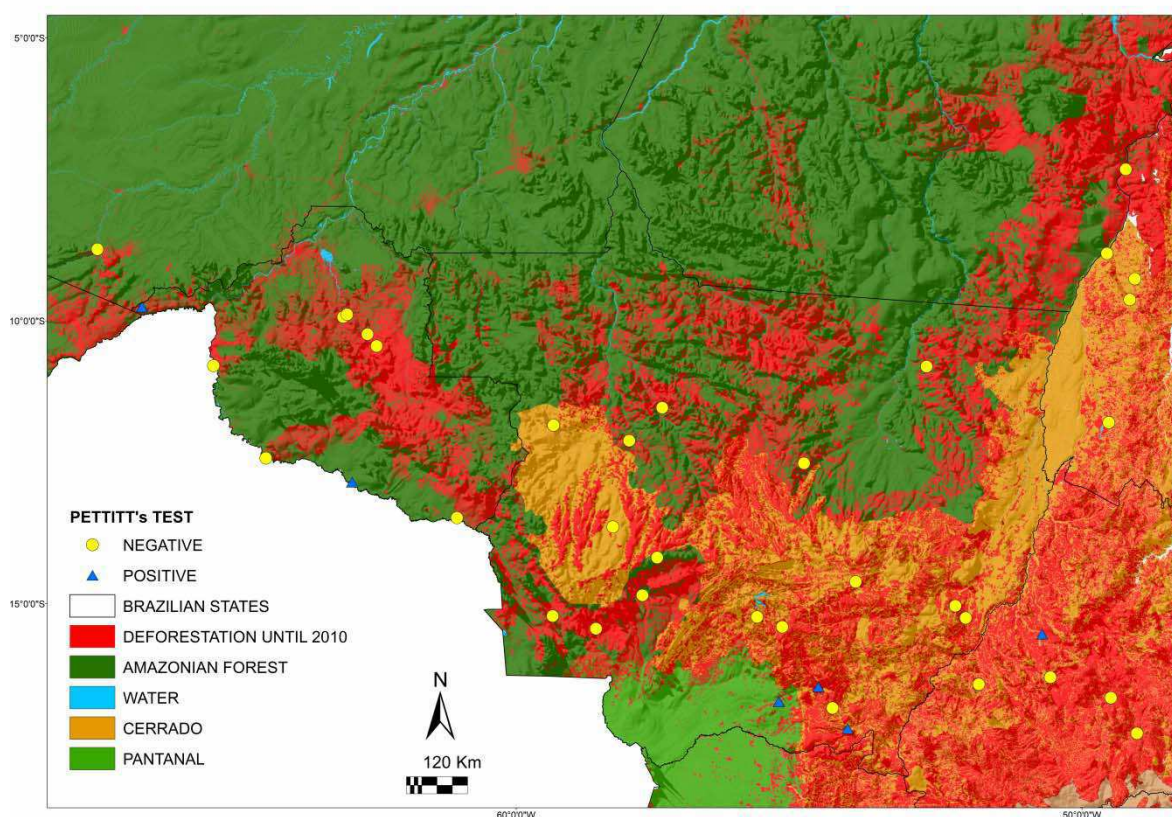 5°0'0"S
10°0'0"S
15°0'0"S
PETTITT's TEST
NEGATIVE
POSITIVE
BRAZILIAN STATES
DEFORESTATION UNTIL 2010
AMAZONIAN FOREST
WATER
CERRADO
PANTANAL
N
120 Km
60°0'0"W
50°0'0"W